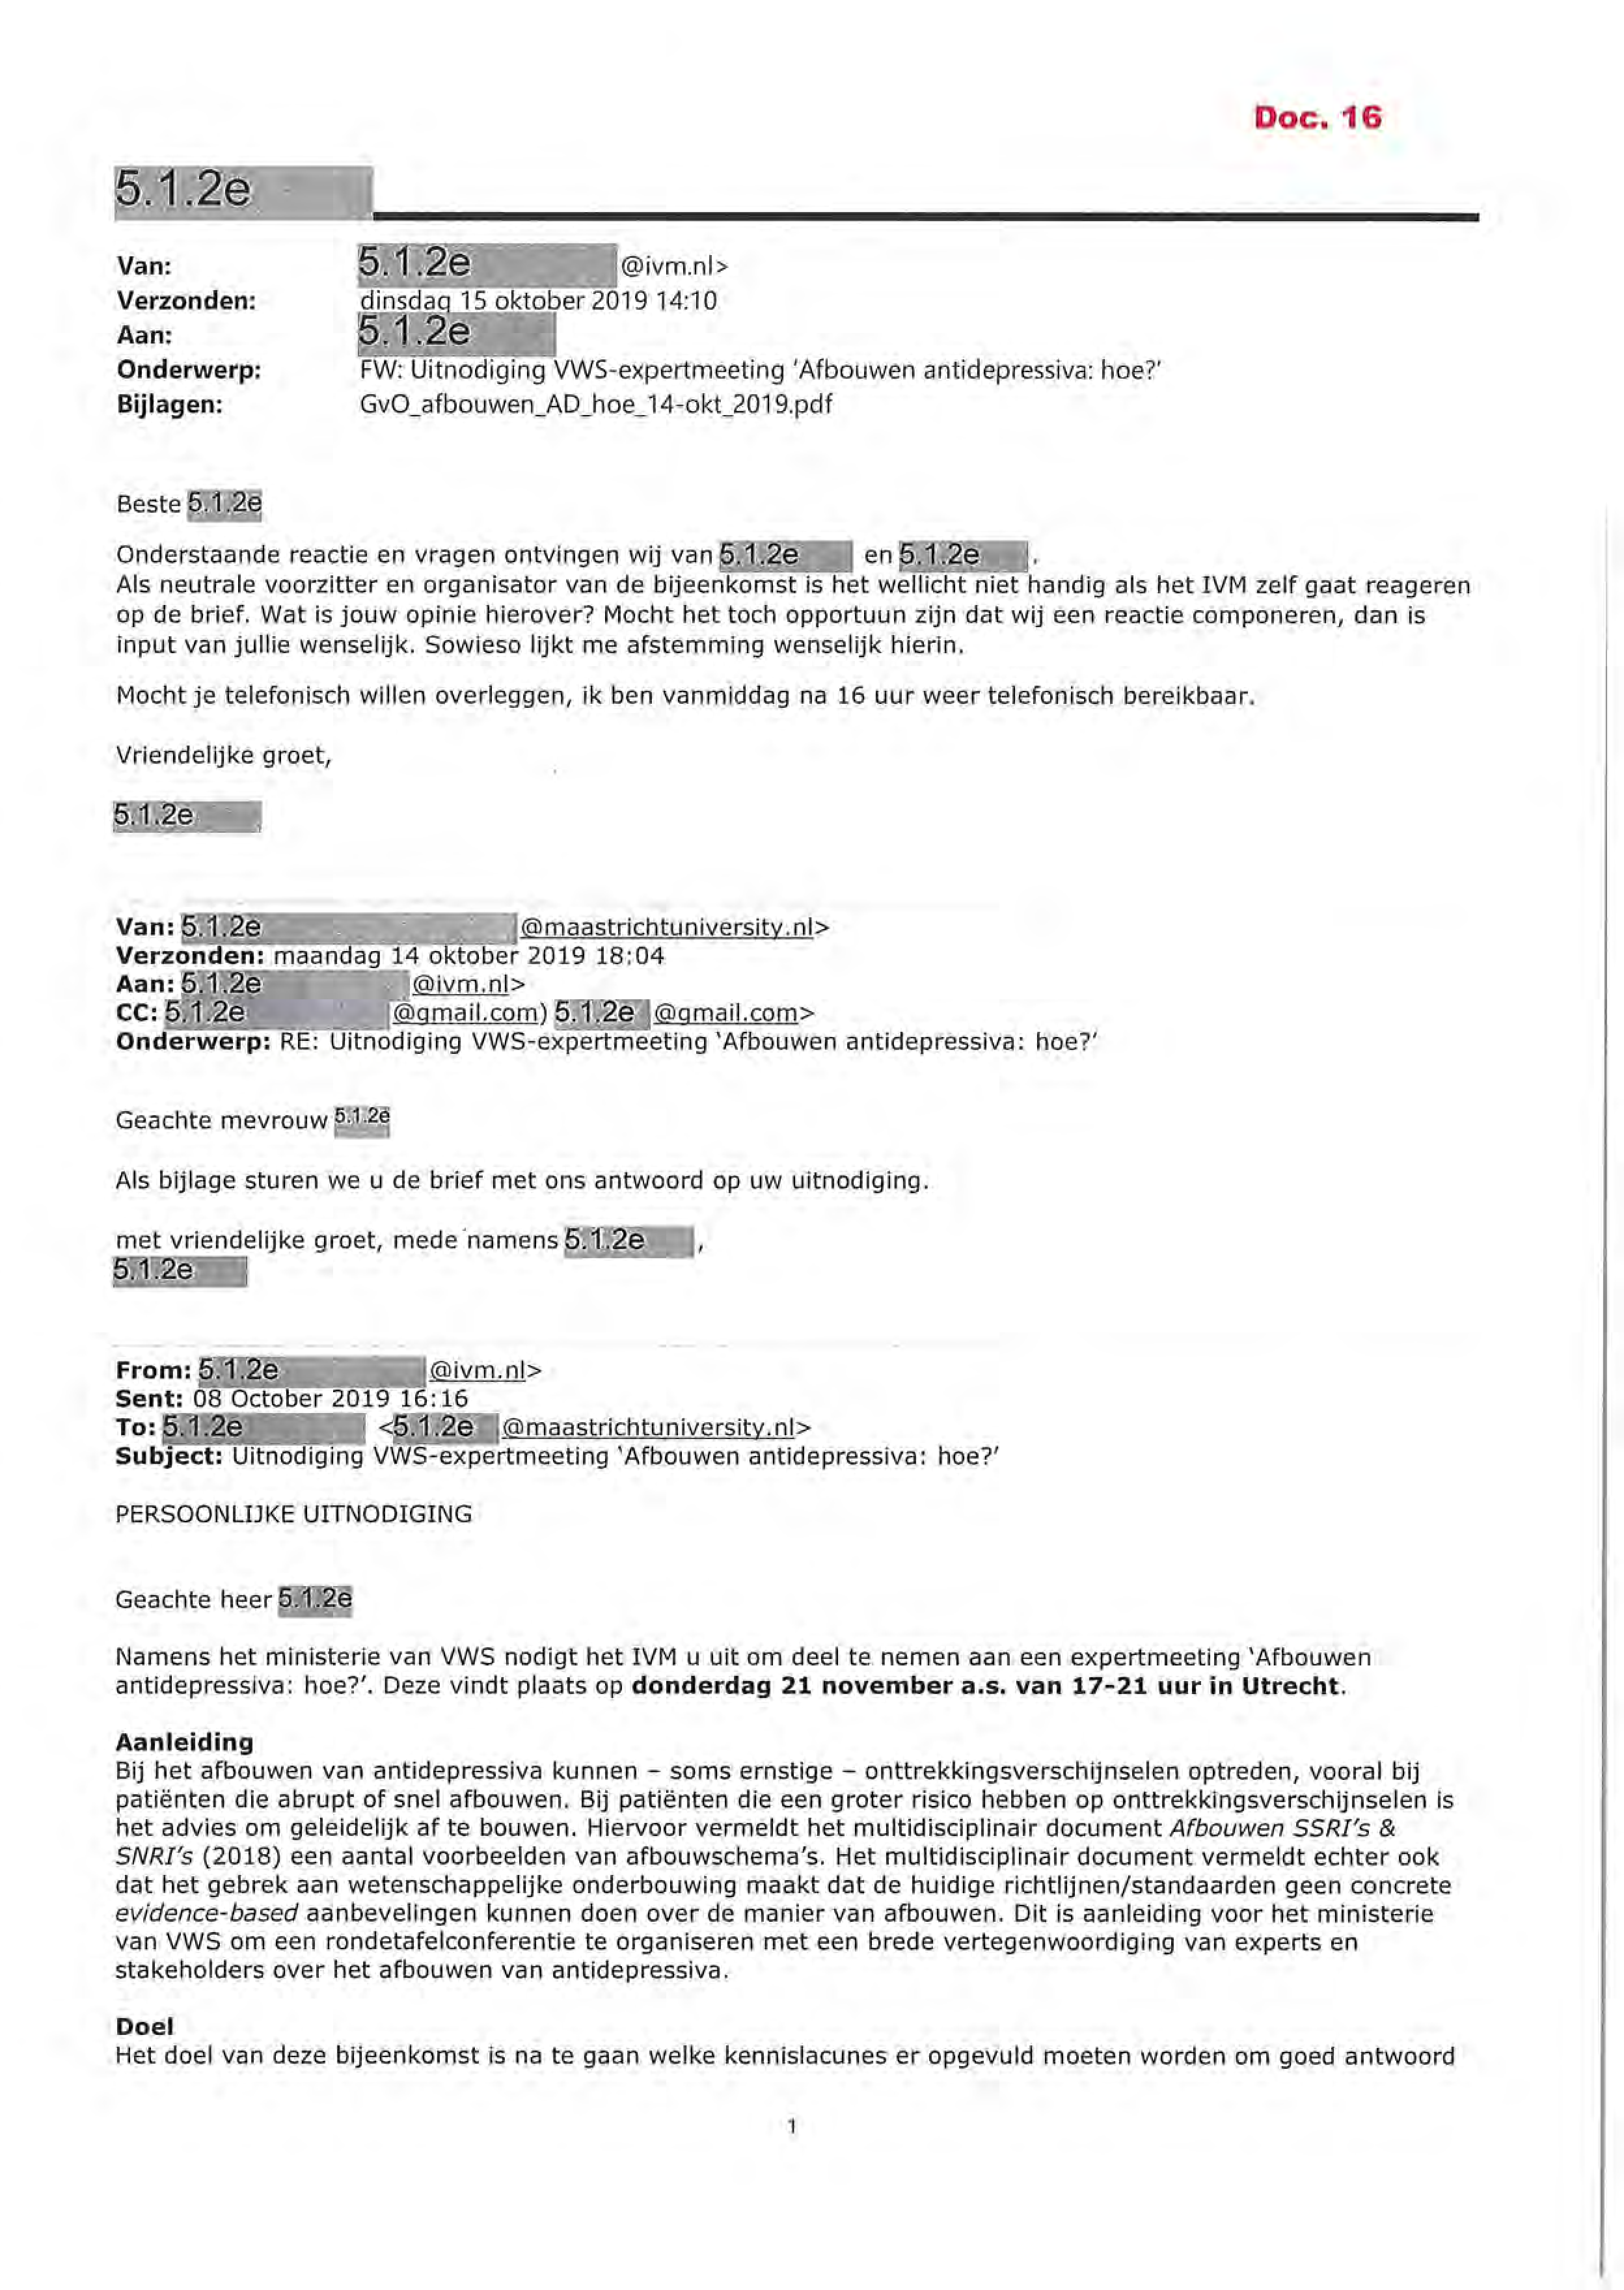 Doc. 16
5.1.2e
Van: 5.1.2e @ivm.nl>
Verzonden: dinsdag 15 oktober 2019 14:10
Aan: 5.1.2e
Onderwerp: FW: Uitnodiging VWS-expertmeeting 'Afbouwen antidepressiva: hoe?'
Bijlagen: GvO_afbouwen_AD_hoe_14-okt_2019.pdf
Beste 5.1.2e
Onderstaande reactie en vragen ontvingen wij van 5.1.2e en 5.1.2e .
Als neutrale voorzitter en organisator van de bijeenkomst is het wellicht niet handig als het IVM zelf gaat reageren
op de brief. Wat is jouw opinie hierover? Mocht het toch opportuun zijn dat wij een reactie componeren, dan is
input van jullie wenselijk. Sowieso lijkt me afstemming wenselijk hierin.
Mocht je telefonisch willen overleggen, ik ben vanmiddag na 16 uur weer telefonisch bereikbaar.
Vriendelijke groet,
5.1.2e
Van: 5.1.2e @maastrichtuniversity.nl>
Verzonden: maandag 14 oktober 2019 18:04
Aan: 5.1.2e @ivm.nl>
CC: 5.1.2e @gmail.com) 5.1.2e @gmail.com>
Onderwerp: RE: Uitnodiging VWS-expertmeeting 'Afbouwen antidepressiva: hoe?'
Geachte mevrouw 5.1.2e
Als bijlage sturen we u de brief met ons antwoord op uw uitnodiging.
met vriendelijke groet, mede namens 5.1.2e ,
5.1.2e
From: 5.1.2e @ivm.nl>
Sent: 08 October 2019 16:16
To: 5.1.2e <5.1.2e @maastrichtuniversity.nl>
Subject: Uitnodiging VWS-expertmeeting 'Afbouwen antidepressiva: hoe?'
PERSOONLIJKE UITNODIGING
Geachte heer 5.1.2e
Namens het ministerie van VWS nodigt het IVM u uit om deel te nemen aan een expertmeeting 'Afbouwen
antidepressiva: hoe?'. Deze vindt plaats op donderdag 21 november a.s. van 17-21 uur in Utrecht.
Aanleiding
Bij het afbouwen van antidepressiva kunnen – soms ernstige – onttrekkingsverschijnselen optreden, vooral bij
patiënten die abrupt of snel afbouwen. Bij patiënten die een groter risico hebben op onttrekkingsverschijnselen is
het advies om geleidelijk af te bouwen. Hiervoor vermeldt het multidisciplinair document Afbouwen SSRI's &
SNRI's (2018) een aantal voorbeelden van afbouwschema's. Het multidisciplinair document vermeldt echter ook
dat het gebrek aan wetenschappelijke onderbouwing maakt dat de huidige richtlijnen/standaarden geen concrete
evidence-based aanbevelingen kunnen doen over de manier van afbouwen. Dit is aanleiding voor het ministerie
van VWS om een rondetafelconferentie te organiseren met een brede vertegenwoordiging van experts en
stakeholders over het afbouwen van antidepressiva.
Doel
Het doel van deze bijeenkomst is na te gaan welke kennislacunes er opgevuld moeten worden om goed antwoord
1